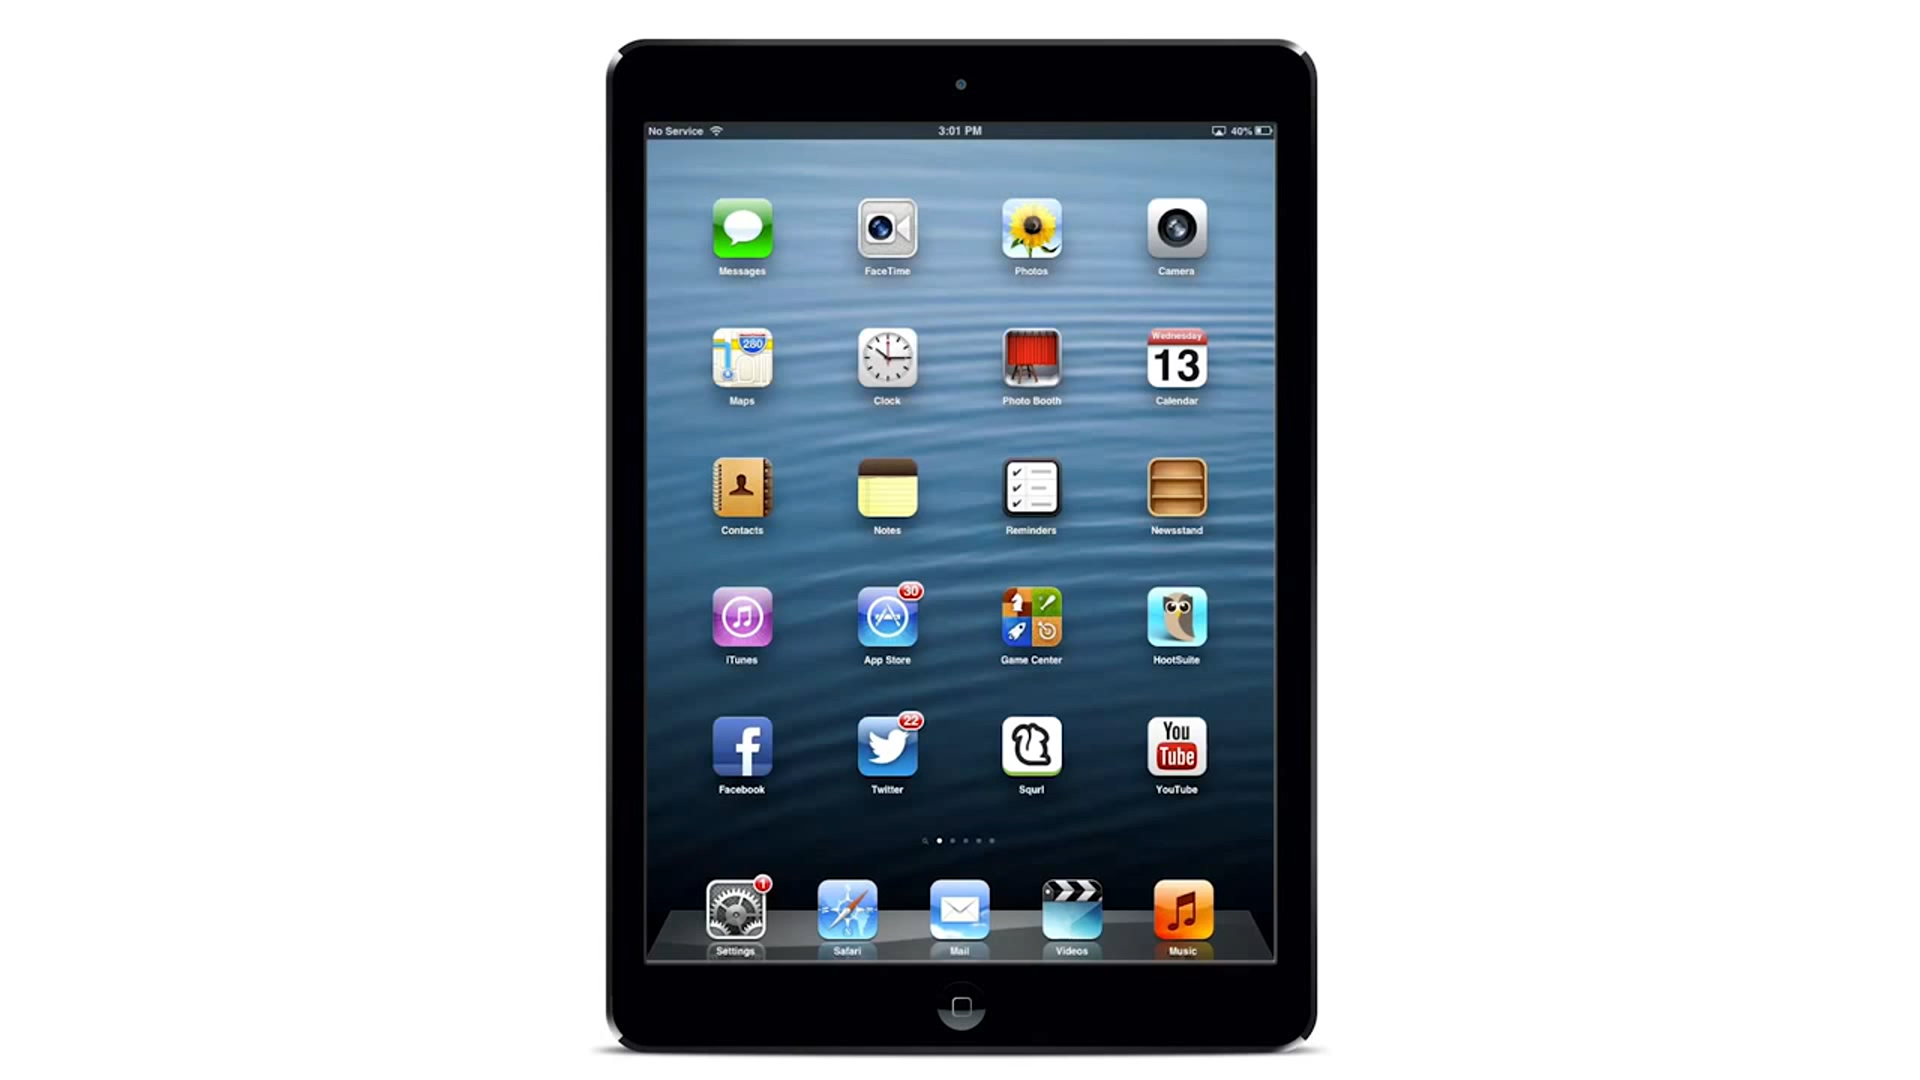 No Service 3:01 PM 40%
Messages FaceTime Photos Camera
280 Wednesday 13
Maps Clock Photo Booth Calendar
Contacts Notes Reminders Newsstand
30
iTunes App Store Game Center HootSuite
22 You Tube
Facebook Twitter Squrl YouTube
1
Settings Safari Mail Videos Music